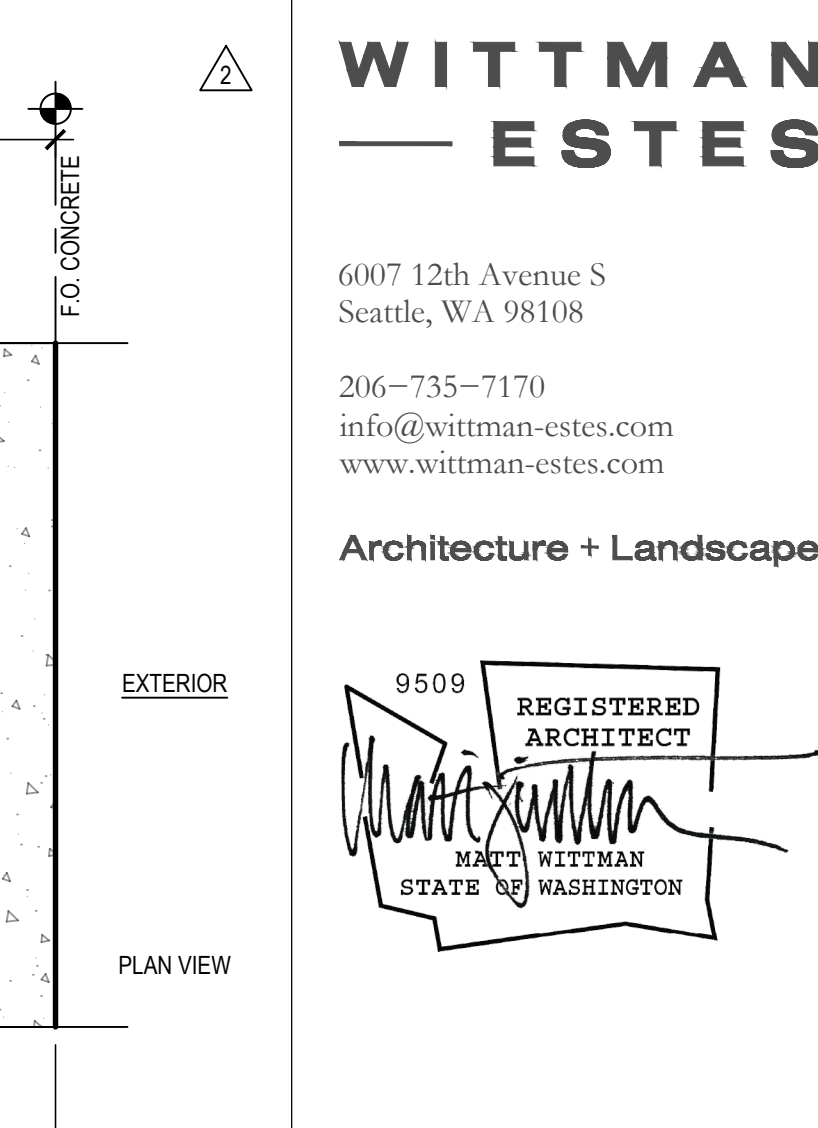 2
F.O. CONCRETE
EXTERIOR
PLAN VIEW
WITTMAN
— ESTES
6007 12th Avenue S
Seattle, WA 98108
206−735−7170
info@wittman-estes.com
www.wittman-estes.com
Architecture + Landscape
9509
REGISTERED
ARCHITECT
MATT WITTMAN
STATE OF WASHINGTON